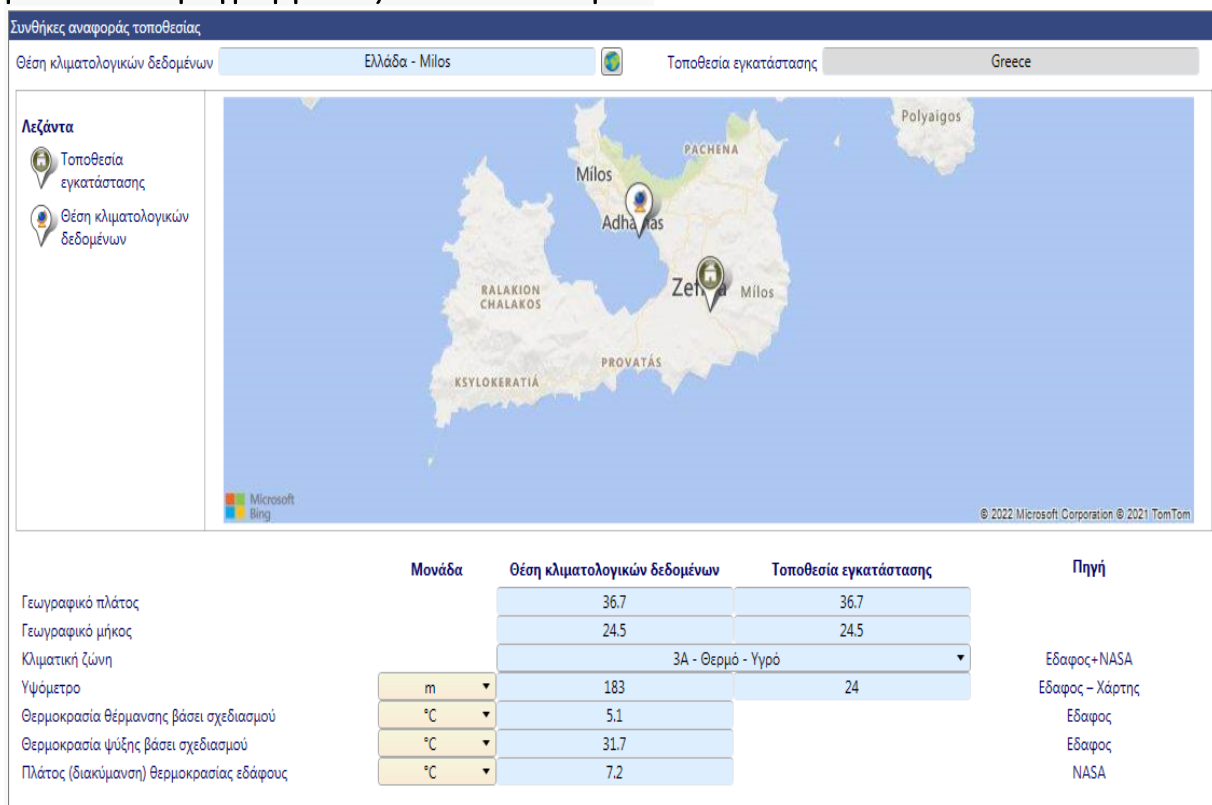 Συνθήκες αναφοράς τοποθεσίας
Θέση κλιματολογικών δεδομένων Ελλάδα - Milos Τοποθεσία εγκατάστασης Greece
Λεζάντα
Τοποθεσία
εγκατάστασης
Θέση κλιματολογικών
δεδομένων
Polyaigos
PACHENA
Mílos
Adhamas
Zefiria Mílos
RALAKION
CHALAKOS
PROVATÁS
KSYLOKERATIÁ
Microsoft
Bing
© 2022 Microsoft Corporation © 2021 TomTom
Μονάδα Θέση κλιματολογικών δεδομένων Τοποθεσία εγκατάστασης Πηγή
Γεωγραφικό πλάτος 36.7 36.7
Γεωγραφικό μήκος 24.5 24.5
Κλιματική ζώνη 3A - Θερμό - Υγρό Εδαφος+NASA
Υψόμετρο m 183 24 Εδαφος – Χάρτης
Θερμοκρασία θέρμανσης βάσει σχεδιασμού °C 5.1 Εδαφος
Θερμοκρασία ψύξης βάσει σχεδιασμού °C 31.7 Εδαφος
Πλάτος (διακύμανση) θερμοκρασίας εδάφους °C 7.2 NASA